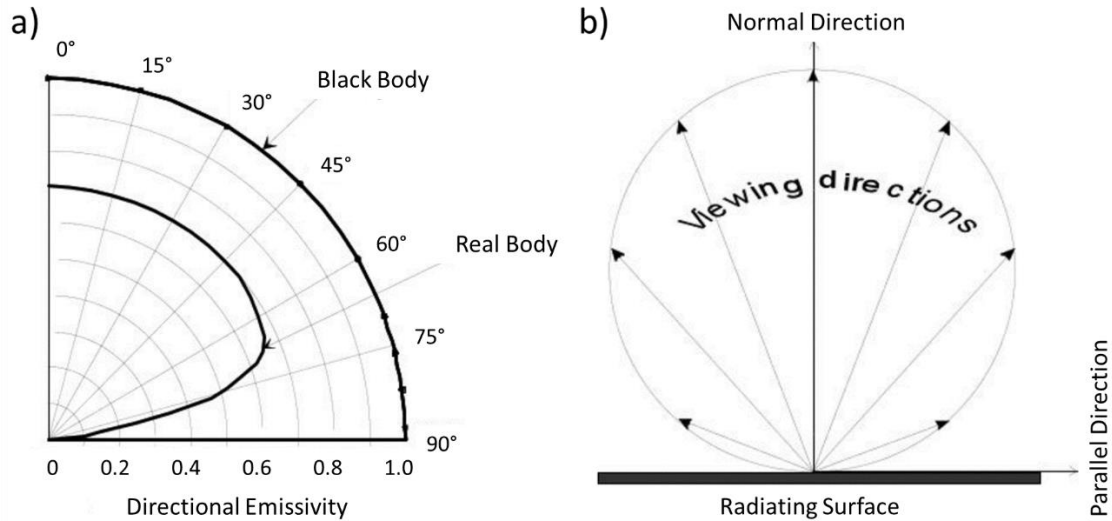 a)
0°
15°
30°
45°
60°
75°
90°
Black Body
Real Body
0 0.2 0.4 0.6 0.8 1.0
Directional Emissivity
b)
Normal Direction
Viewing directions
Parallel Direction
Radiating Surface